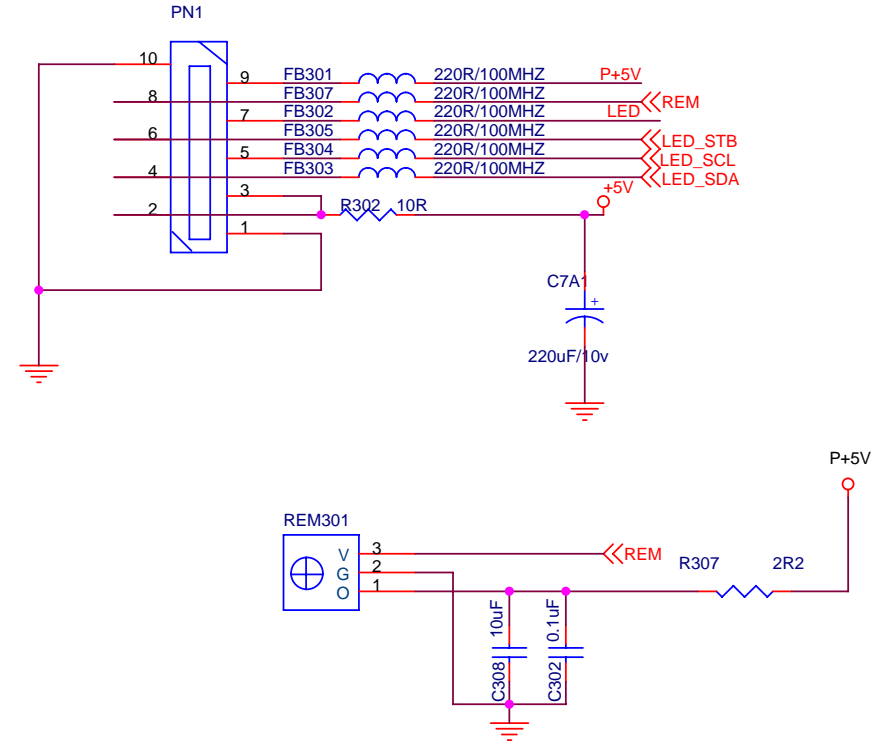 PN1
10
9 FB301 220R/100MHZ P+5V
8 FB307 220R/100MHZ REM
7 FB302 220R/100MHZ LED
6 FB305 220R/100MHZ LED_STB
5 FB304 220R/100MHZ LED_SCL
4 FB303 220R/100MHZ LED_SDA
3 +5V
2 R302 10R
1
C7A1
+
220uF/10v
P+5V
REM301
V 3 REM
G 2 R307 2R2
O 1
10uF 0.1uF
C308 C302